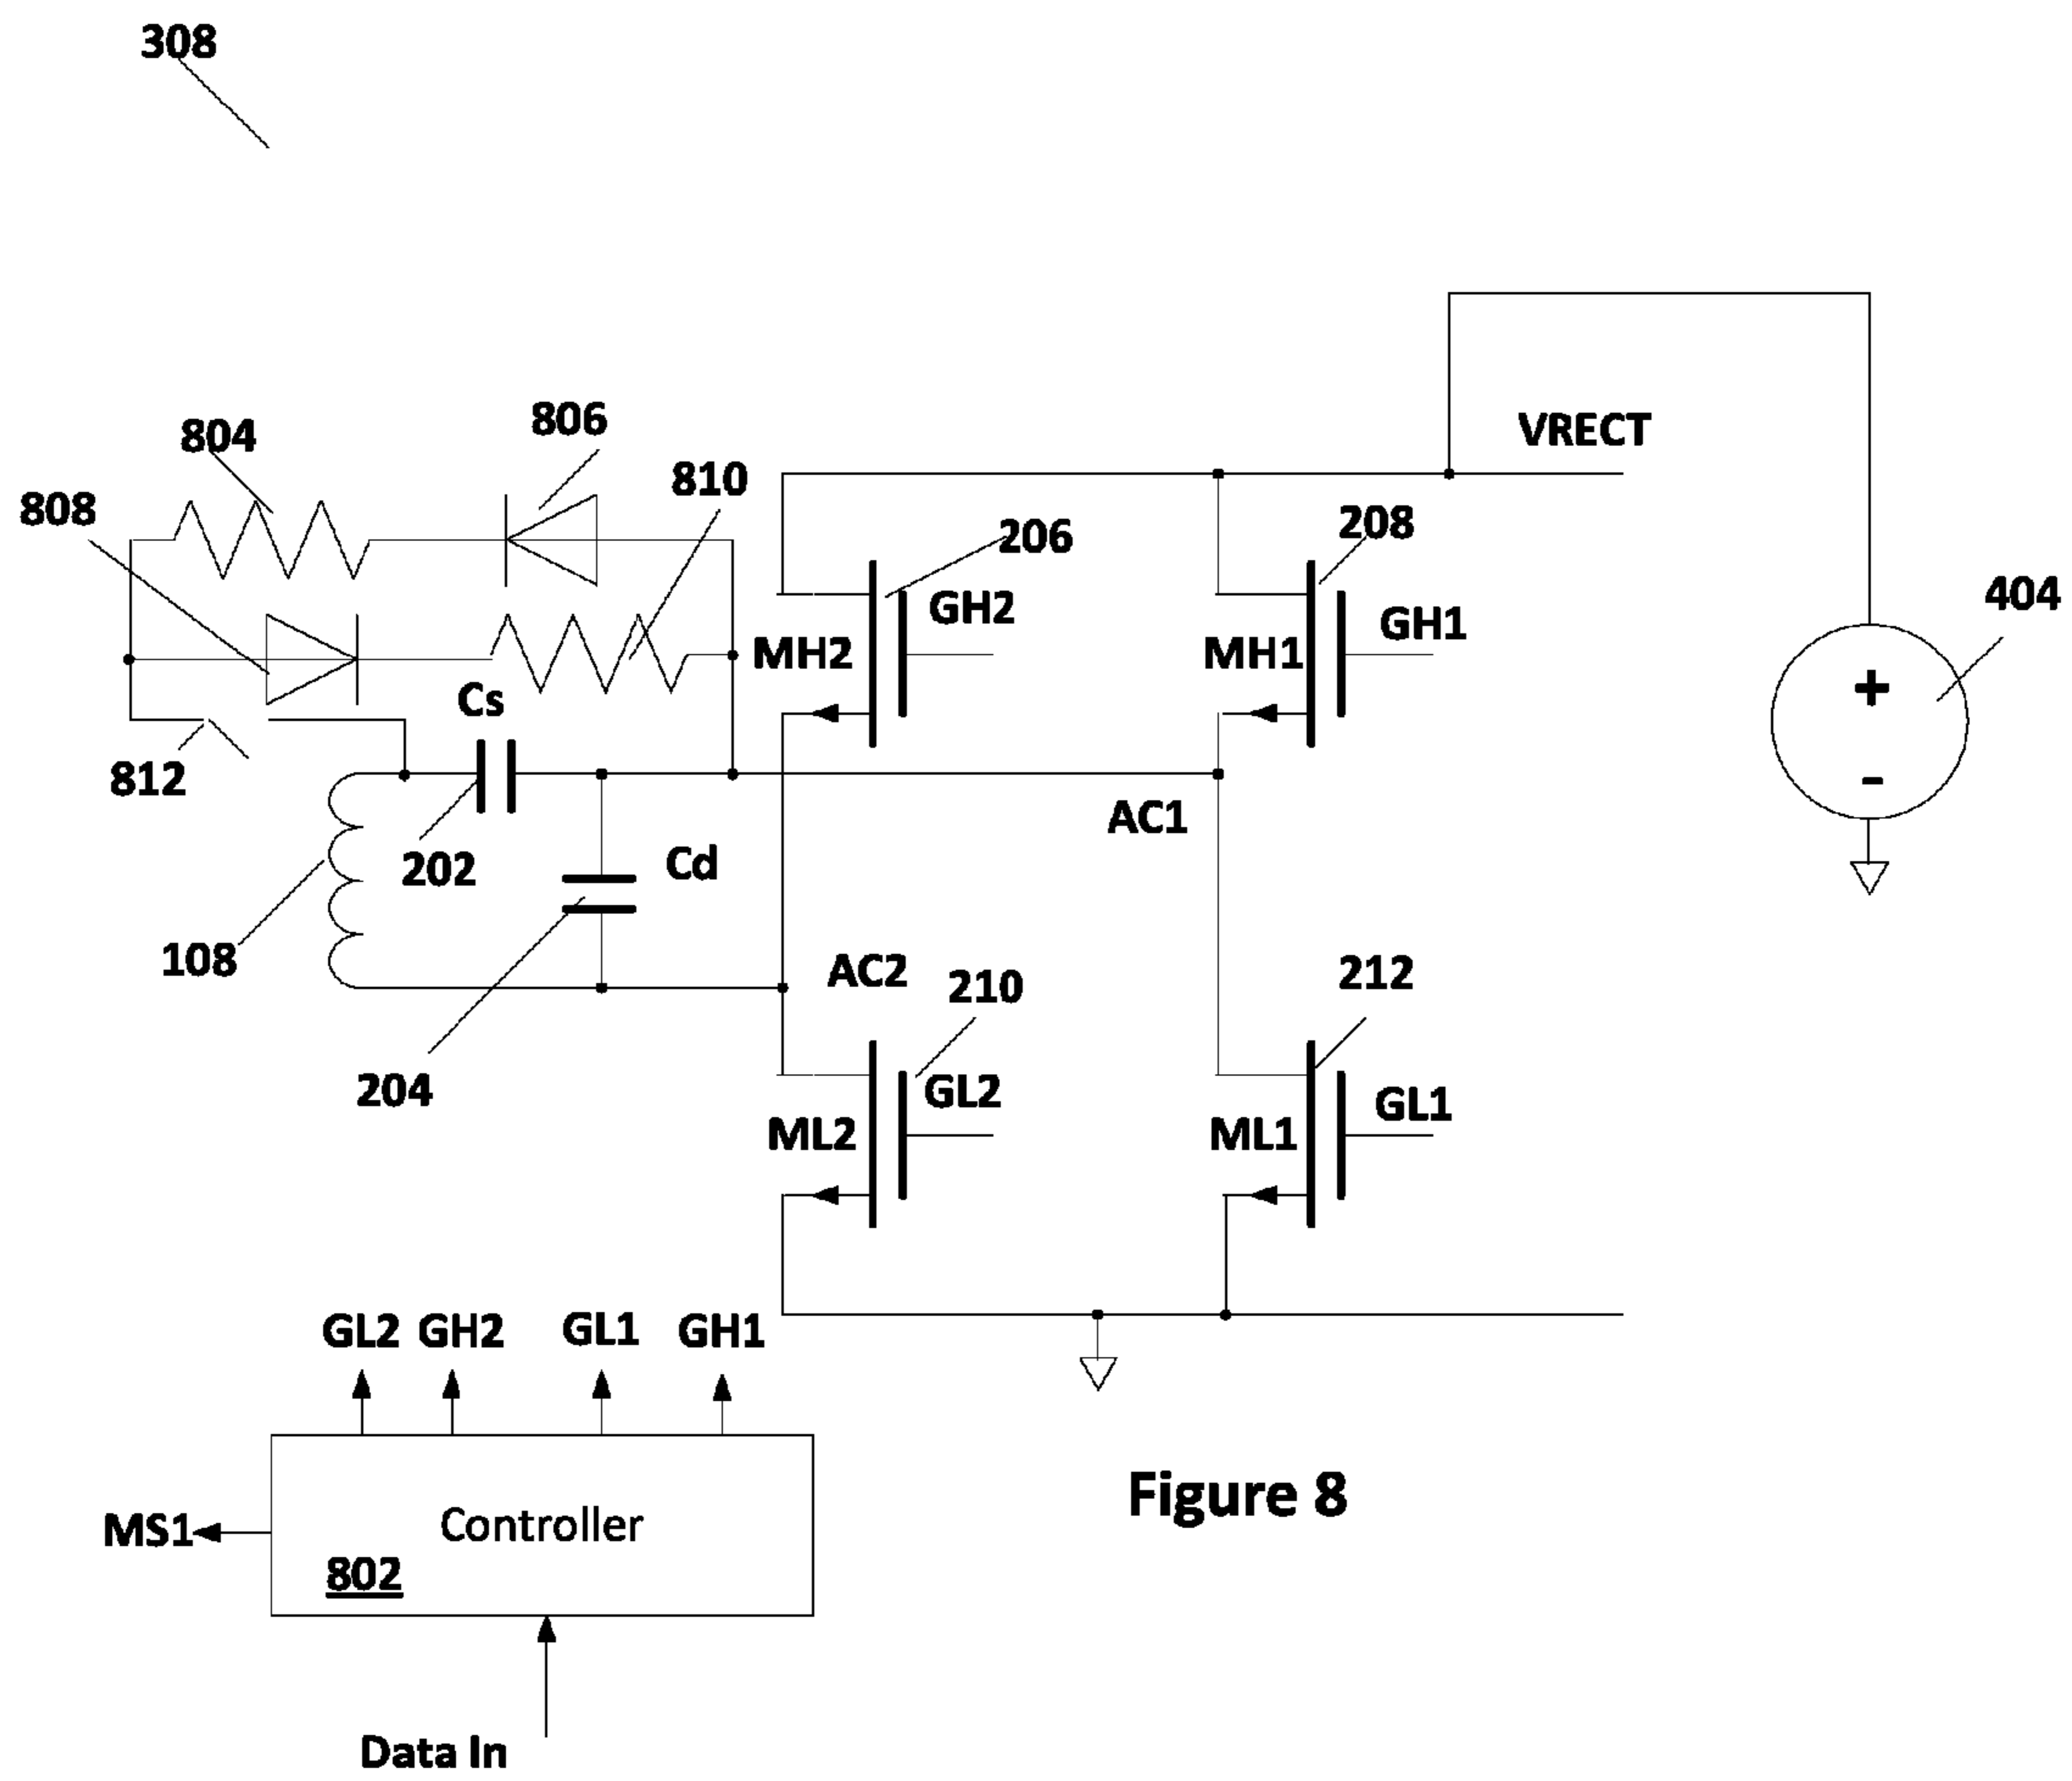 308
804
806
810
808
VRECT
206
208
404
GH2
GH1
MH2
MH1
Cs
+
812
-
AC1
202
Cd
108
AC2
210
212
204
GL2
GL1
ML2
ML1
GL2 GH2 GL1 GH1
MS1
Controller
802
Figure 8
Data In